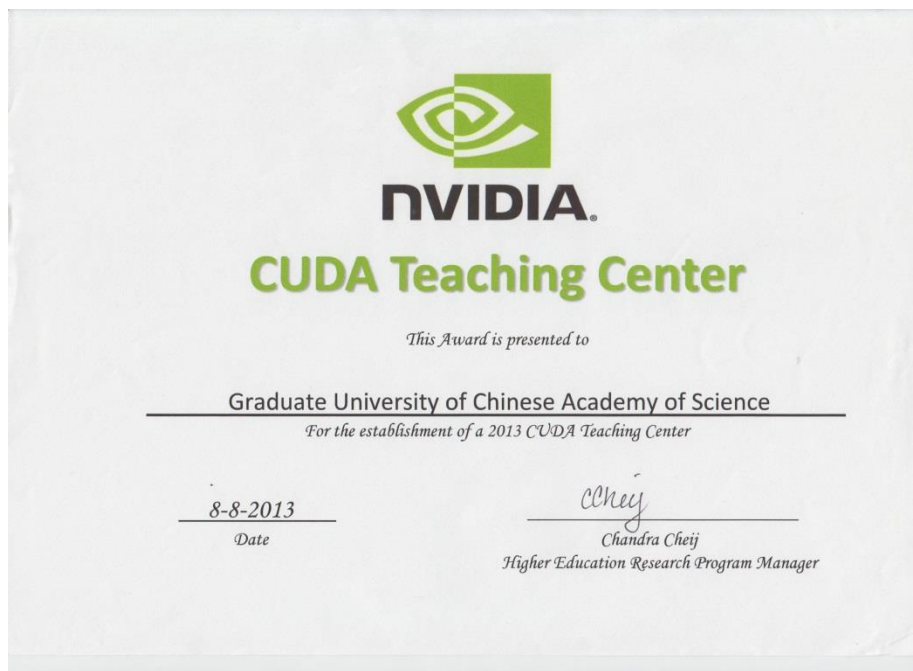 NVIDIA.
CUDA Teaching Center
This Award is presented to
Graduate University of Chinese Academy of Science
For the establishment of a 2013 CUDA Teaching Center
8-8-2013
CCheij
Date
Chandra Cheij
Higher Education Research Program Manager